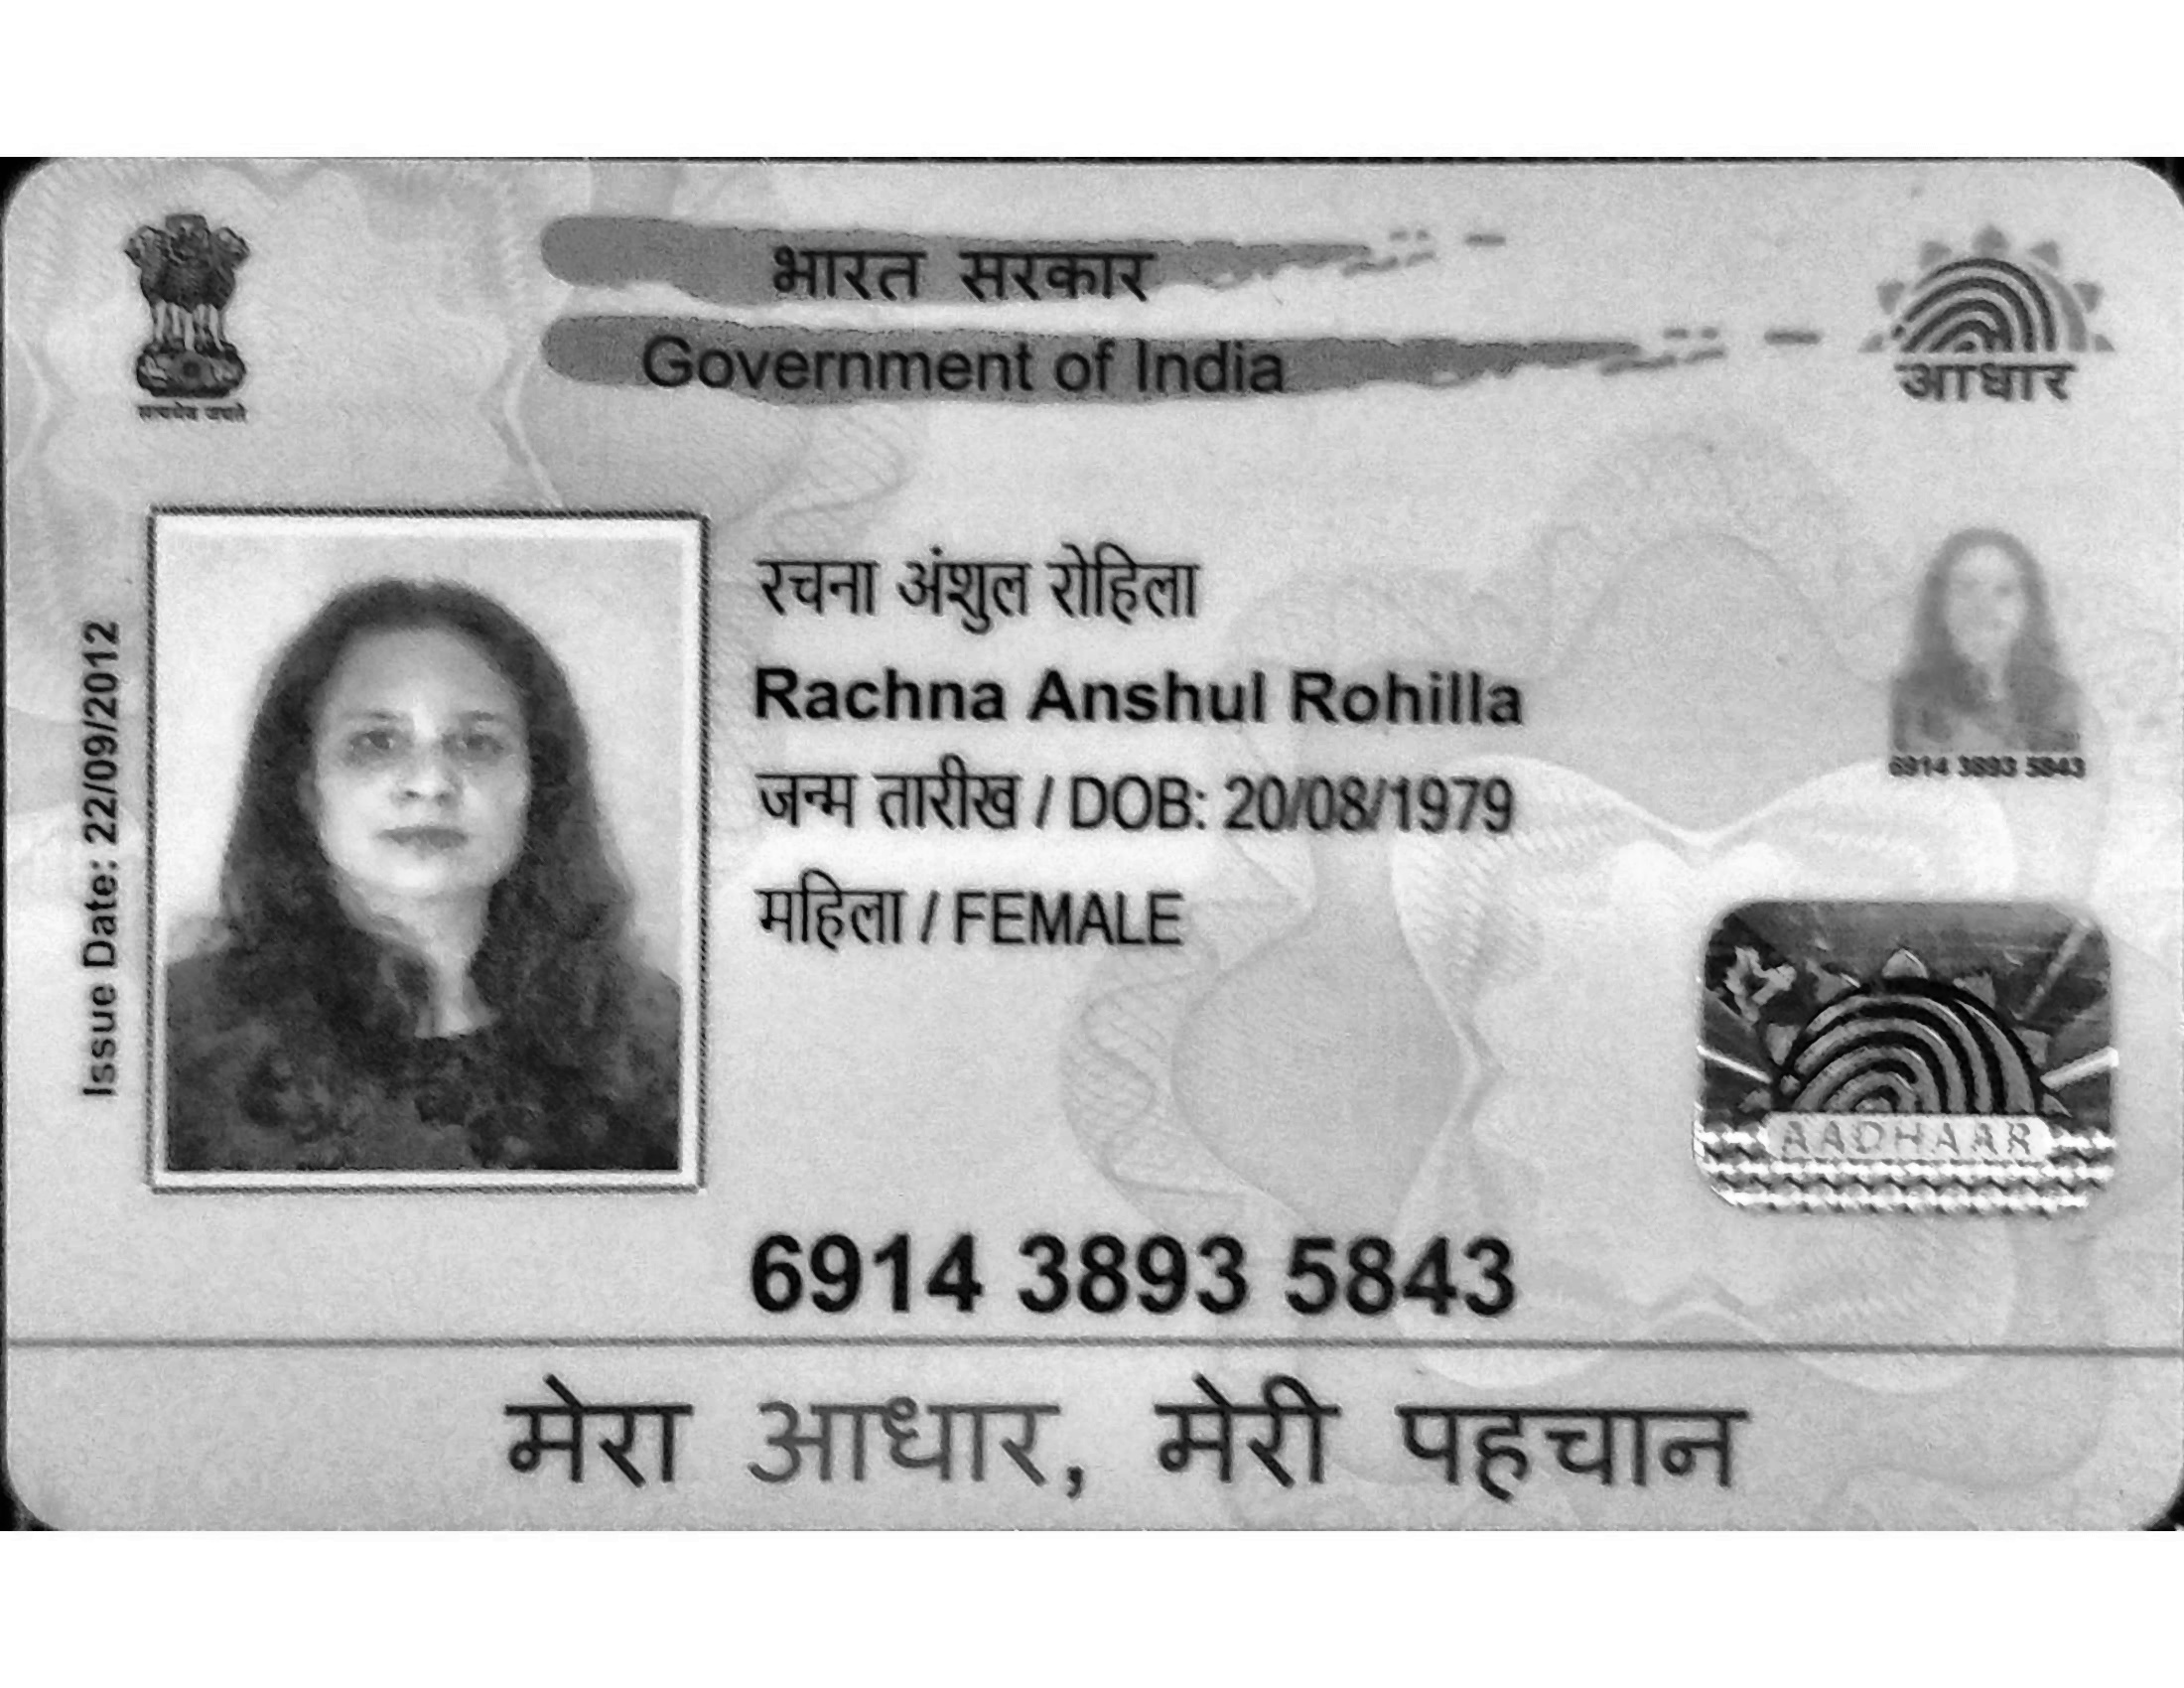 भारत सरकार
Government of India
सत्यमेव जयते
आधार
Issue Date: 22/09/2012
रचना अंशुल रोहिला
Rachna Anshul Rohilla
जन्म तारीख / DOB: 20/08/1979
महिला / FEMALE
6914 3893 5843
AADHAAR
6914 3893 5843
मेरा आधार, मेरी पहचान